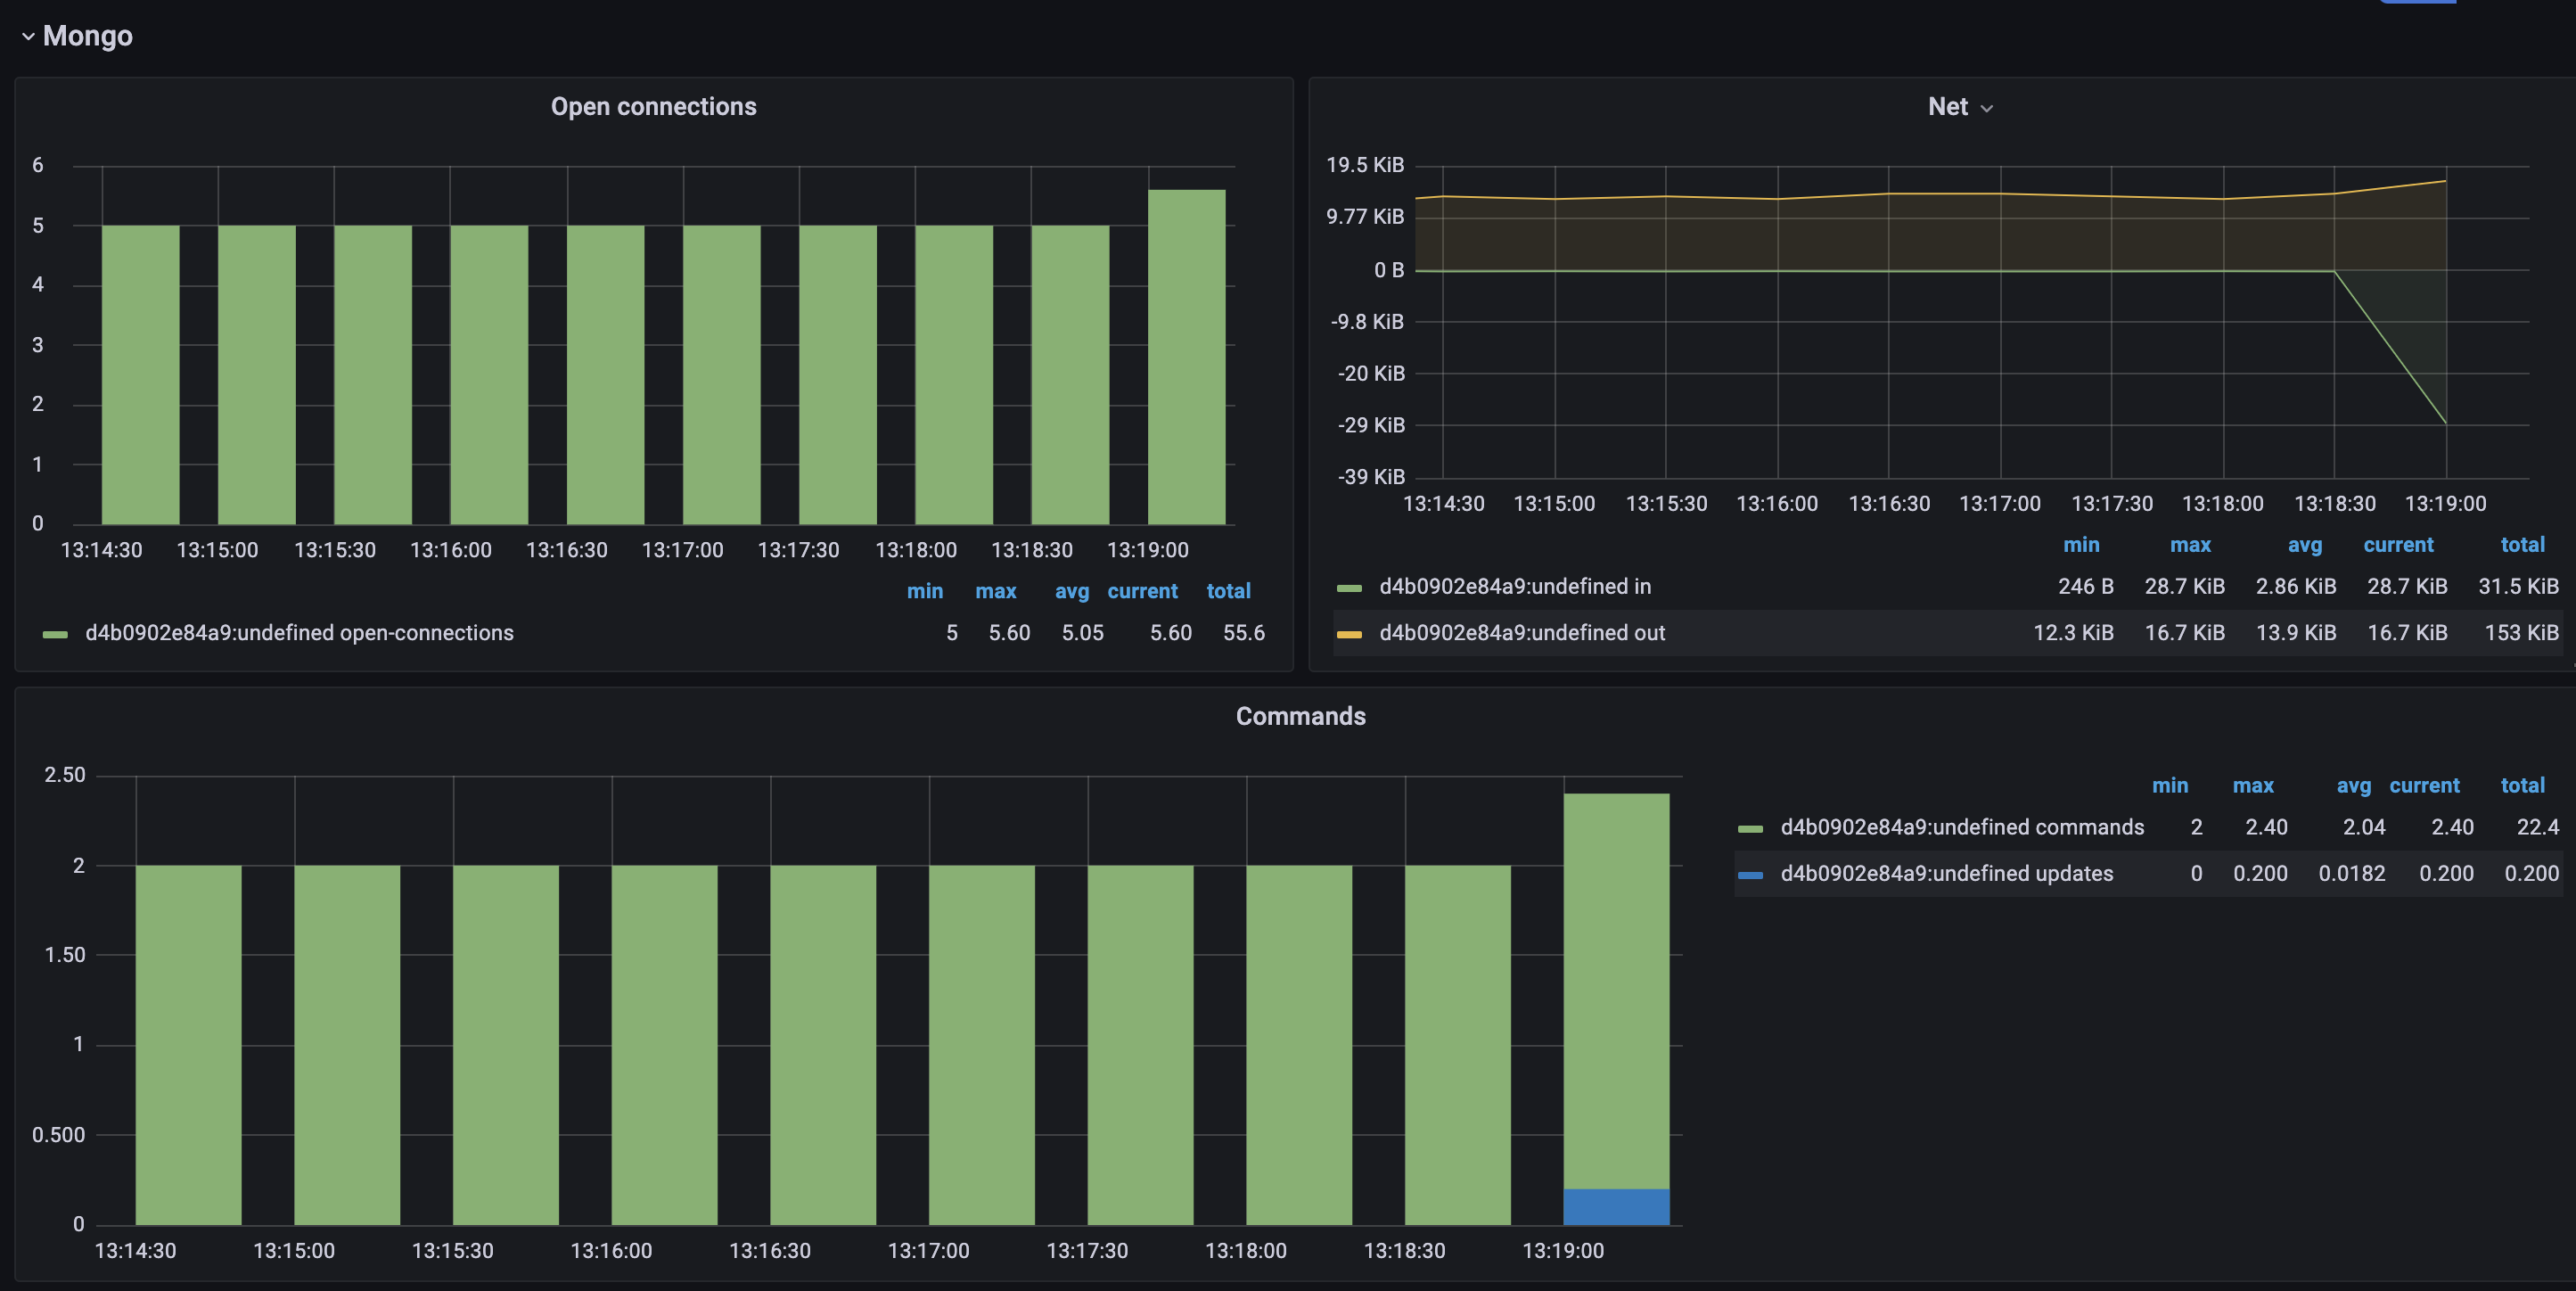 Mongo
Open connections
6
5
4
3
2
1
0
13:14:30 13:15:00 13:15:30 13:16:00 13:16:30 13:17:00 13:17:30 13:18:00 13:18:30 13:19:00
min max avg current total
d4b0902e84a9:undefined open-connections 5 5.60 5.05 5.60 55.6
Net
19.5 KiB
9.77 KiB
0 B
-9.8 KiB
-20 KiB
-29 KiB
-39 KiB
13:14:30 13:15:00 13:15:30 13:16:00 13:16:30 13:17:00 13:17:30 13:18:00 13:18:30 13:19:00
min max avg current total
d4b0902e84a9:undefined in 246 B 28.7 KiB 2.86 KiB 28.7 KiB 31.5 KiB
d4b0902e84a9:undefined out 12.3 KiB 16.7 KiB 13.9 KiB 16.7 KiB 153 KiB
Commands
2.50
2
1.50
1
0.500
0
13:14:30 13:15:00 13:15:30 13:16:00 13:16:30 13:17:00 13:17:30 13:18:00 13:18:30 13:19:00
min max avg current total
d4b0902e84a9:undefined commands 2 2.40 2.04 2.40 22.4
d4b0902e84a9:undefined updates 0 0.200 0.0182 0.200 0.200